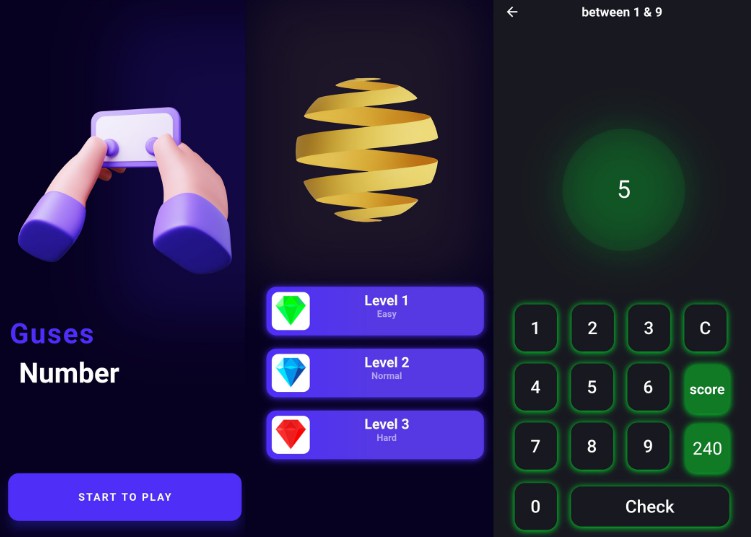 Guses
Number
START TO PLAY
Level 1
Easy
Level 2
Normal
Level 3
Hard
between 1 & 9
5
1 2 3 C
4 5 6 score
7 8 9 240
0 Check